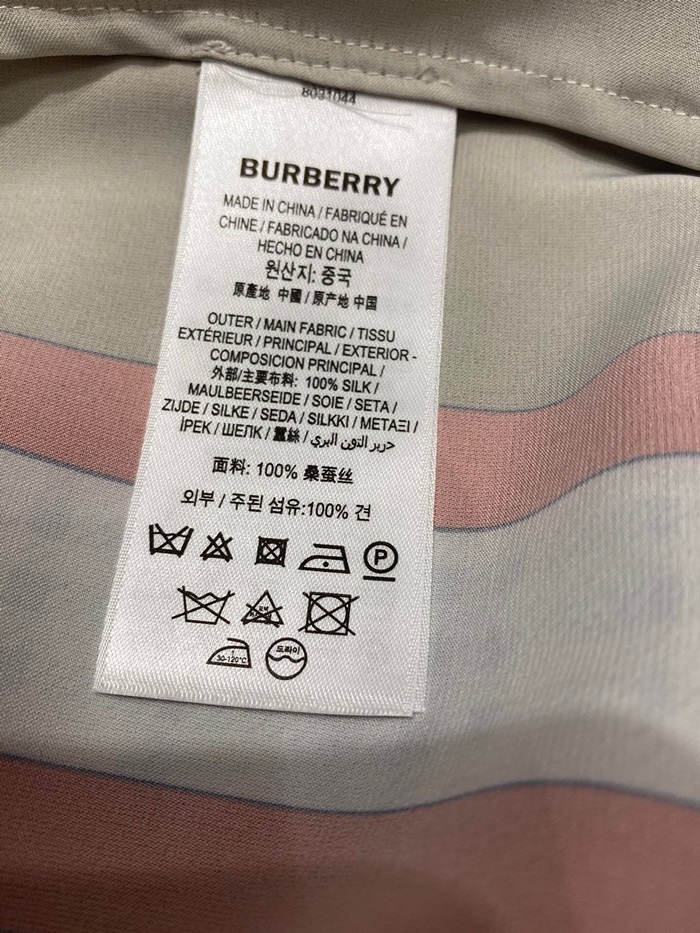 8031044
BURBERRY
MADE IN CHINA / FABRIQUÉ EN
CHINE / FABRICADO NA CHINA /
HECHO EN CHINA
원산지: 중국
原產地 中國 / 原产地 中国
OUTER / MAIN FABRIC / TISSU
EXTÉRIEUR / PRINCIPAL / EXTERIOR -
COMPOSICION PRINCIPAL /
外部/主要布料: 100% SILK /
MAULBEERSEIDE / SOIE / SETA /
ZIJDE / SILKE / SEDA / SILKKI / ΜΕΤΑΞΙ /
İPEK / ШЕЛК / 蠶絲 / حرير التون البري
面料: 100% 桑蚕丝
외부 / 주된 섬유:100% 견
P
30-120℃
드라이